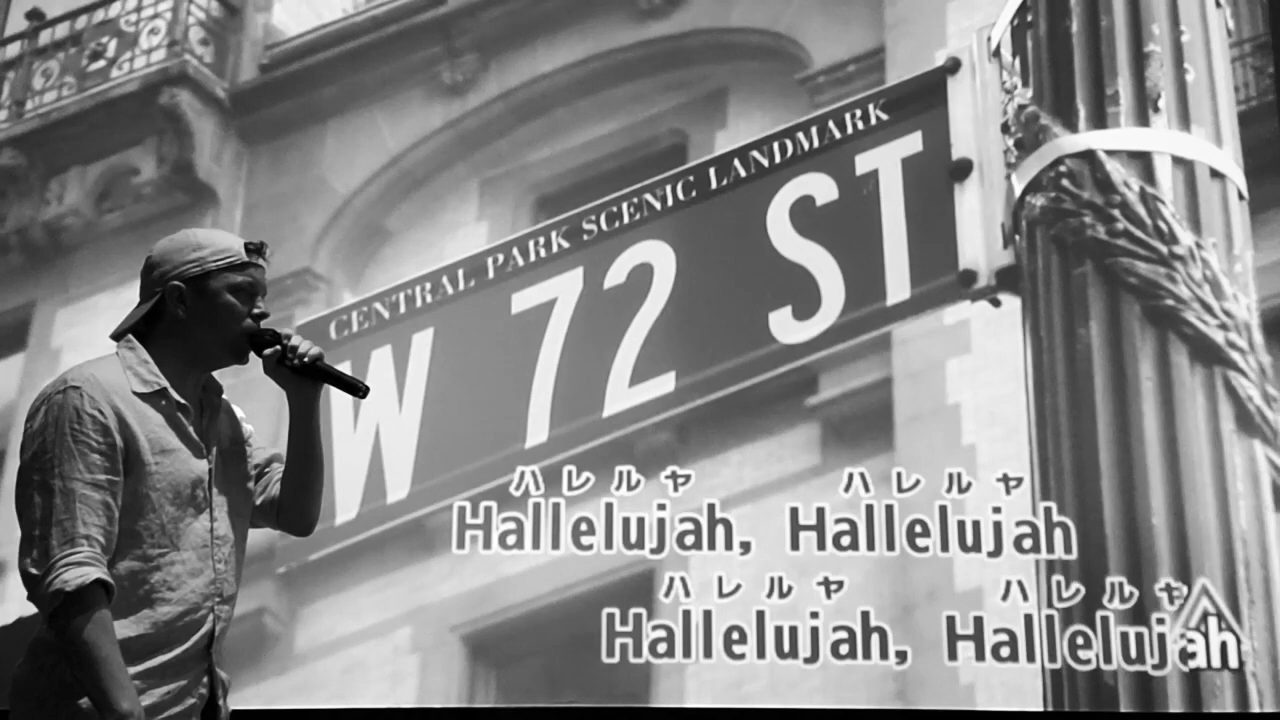 CENTRAL PARK SCENIC LANDMARK
W 72 ST
ハレルヤ ハレルヤ
Hallelujah, Hallelujah
ハレルヤ ハレルヤ
Hallelujah, Hallelujah